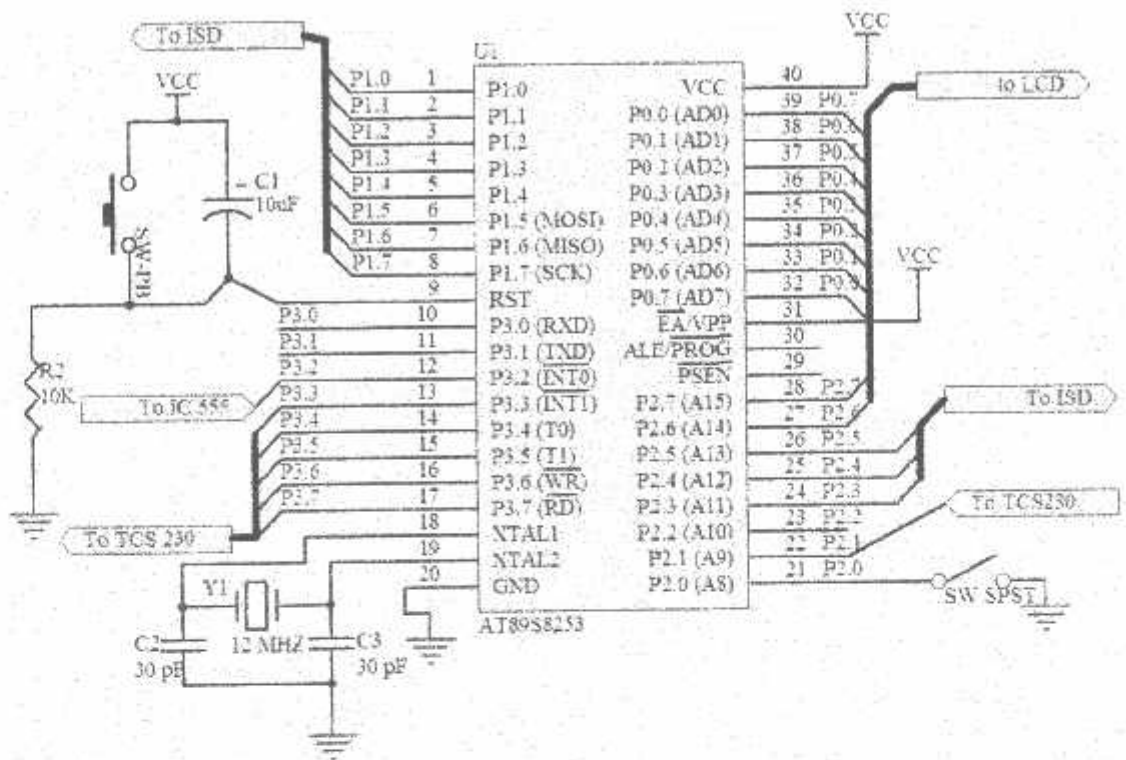 To ISD
VCC
C1
10uF
SW-PB
R2
10K
To IC 555
To TCS 230
P1.0
P1.1
P1.2
P1.3
P1.4
P1.5
P1.6
P1.7
P3.0
P3.1
P3.2
P3.3
P3.4
P3.5
P3.6
P3.7
1
2
3
4
5
6
7
8
9
10
11
12
13
14
15
16
17
18
19
20
Y1
12 MHZ
C2
30 pF
C3
30 pF
U1
P1.0
P1.1
P1.2
P1.3
P1.4
P1.5 (MOSI)
P1.6 (MISO)
P1.7 (SCK)
RST
P3.0 (RXD)
P3.1 (TXD)
P3.2 (INT0)
P3.3 (INT1)
P3.4 (T0)
P3.5 (T1)
P3.6 (WR)
P3.7 (RD)
XTAL1
XTAL2
GND
VCC
P0.0 (AD0)
P0.1 (AD1)
P0.2 (AD2)
P0.3 (AD3)
P0.4 (AD4)
P0.5 (AD5)
P0.6 (AD6)
P0.7 (AD7)
EA/VPP
ALE/PROG
PSEN
P2.7 (A15)
P2.6 (A14)
P2.5 (A13)
P2.4 (A12)
P2.3 (A11)
P2.2 (A10)
P2.1 (A9)
P2.0 (A8)
AT89S8253
40
39
38
37
36
35
34
33
32
31
30
29
28
27
26
25
24
23
22
21
P2.7
P2.6
P2.5
P2.4
P2.3
P2.2
P2.1
P2.0
VCC
to LCD
VCC
To ISD
To TCS230
SW SPST